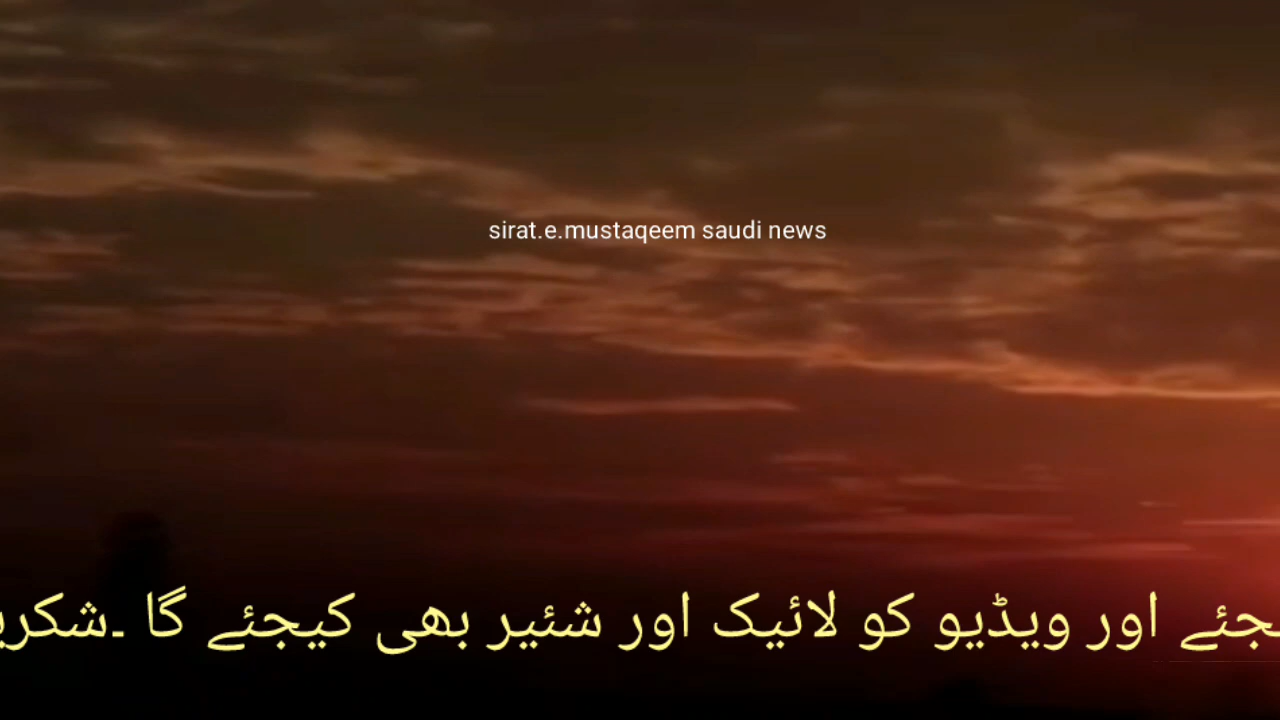 sirat.e.mustaqeem saudi news
اور ویڈیو کو لائیک اور شئیر بھی کیجئے گا ۔